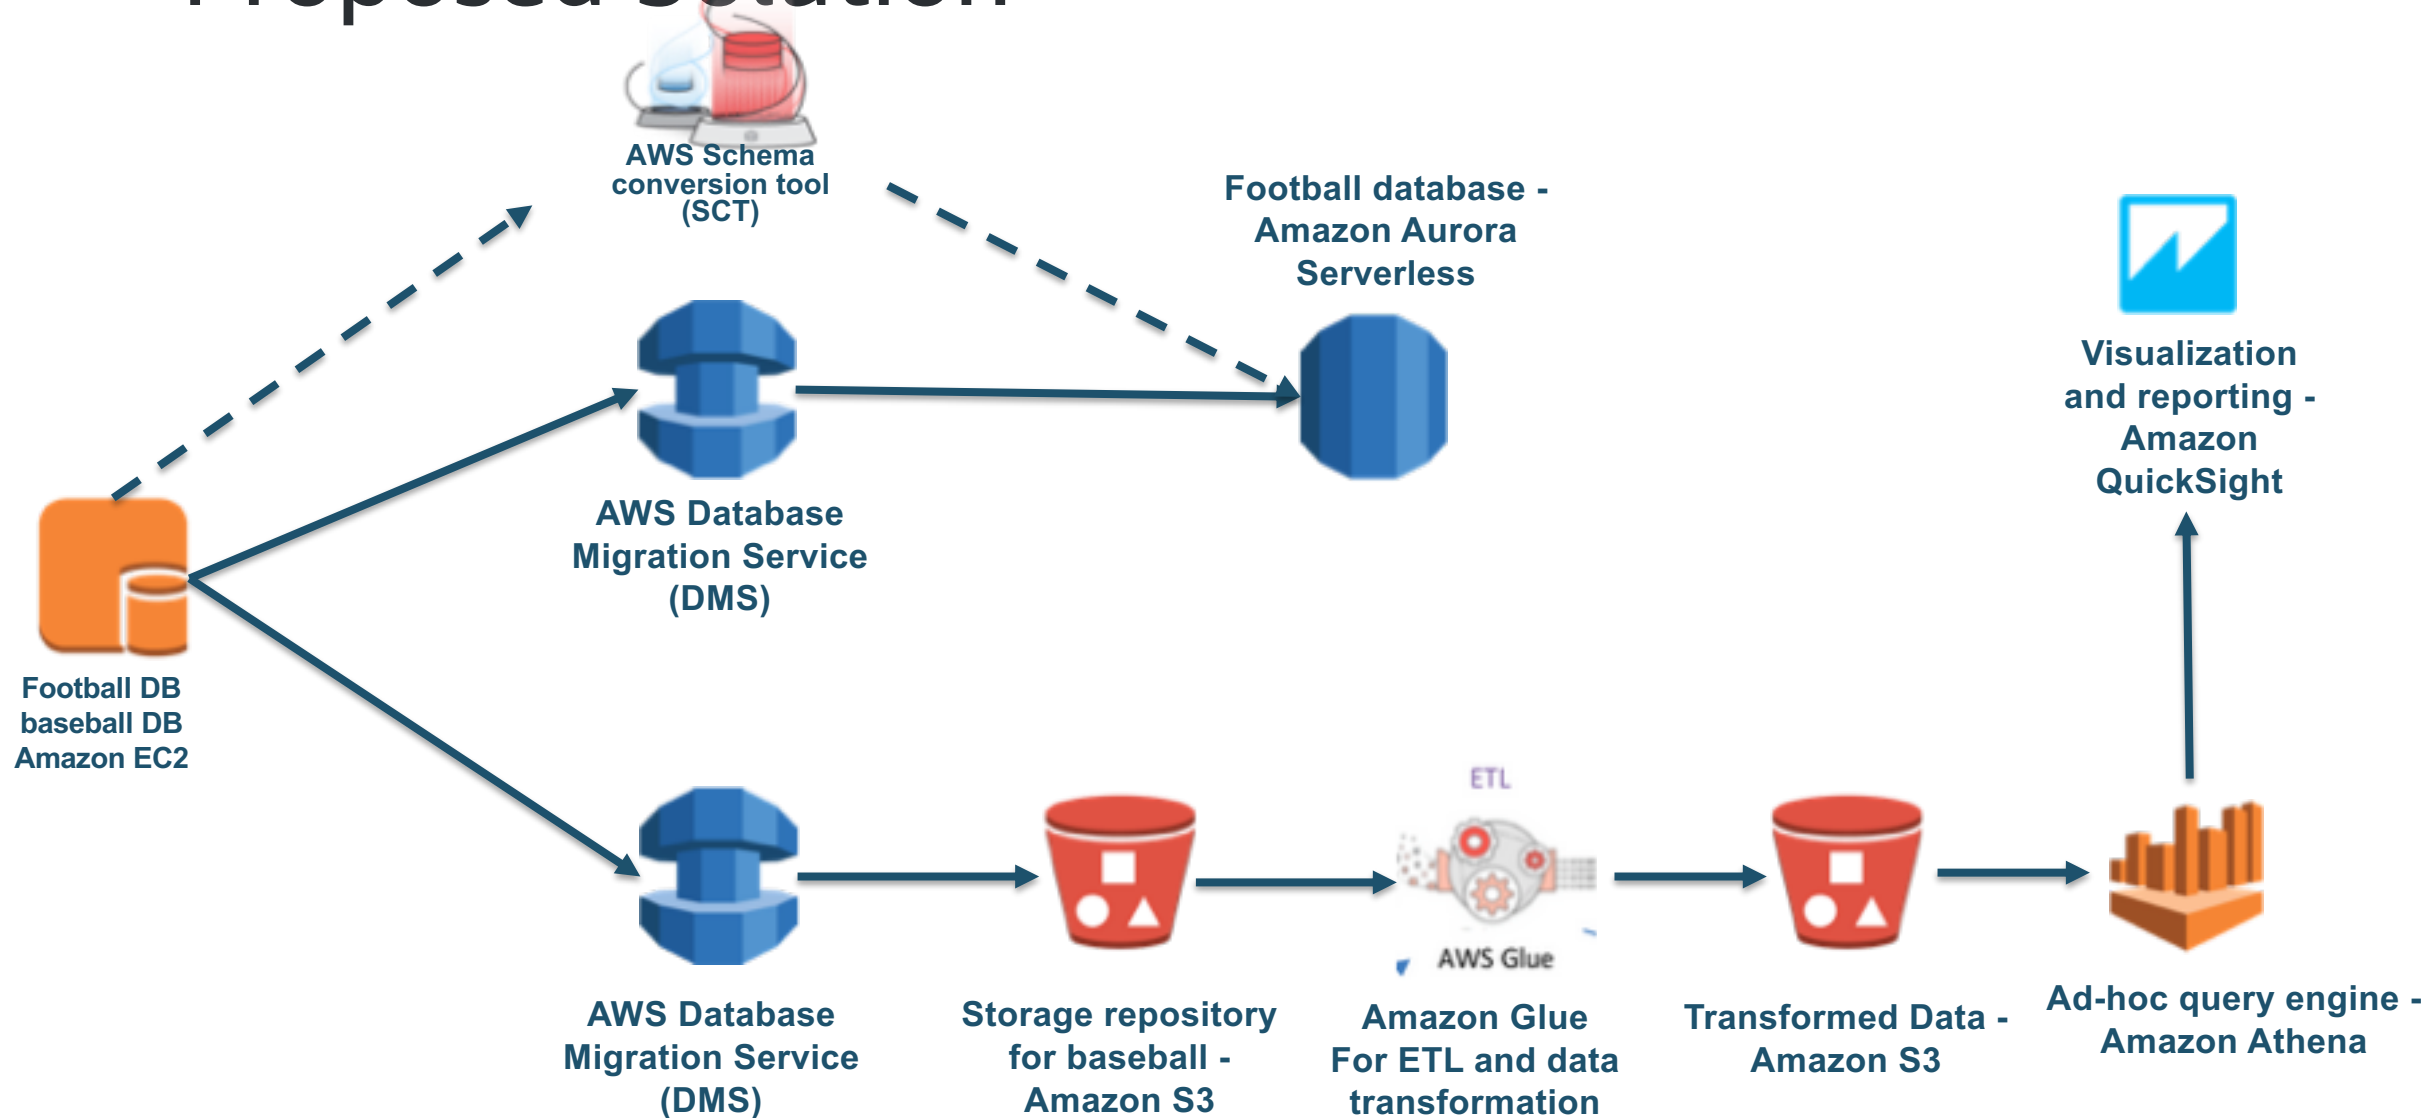 Proposed Solution
AWS Schema
conversion tool
(SCT)
Football database -
Amazon Aurora
Serverless
Visualization
and reporting -
Amazon
QuickSight
AWS Database
Migration Service
(DMS)
Football DB
baseball DB
Amazon EC2
ETL
AWS Glue
AWS Database
Migration Service
(DMS)
Storage repository
for baseball -
Amazon S3
Amazon Glue
For ETL and data
transformation
Transformed Data -
Amazon S3
Ad-hoc query engine -
Amazon Athena